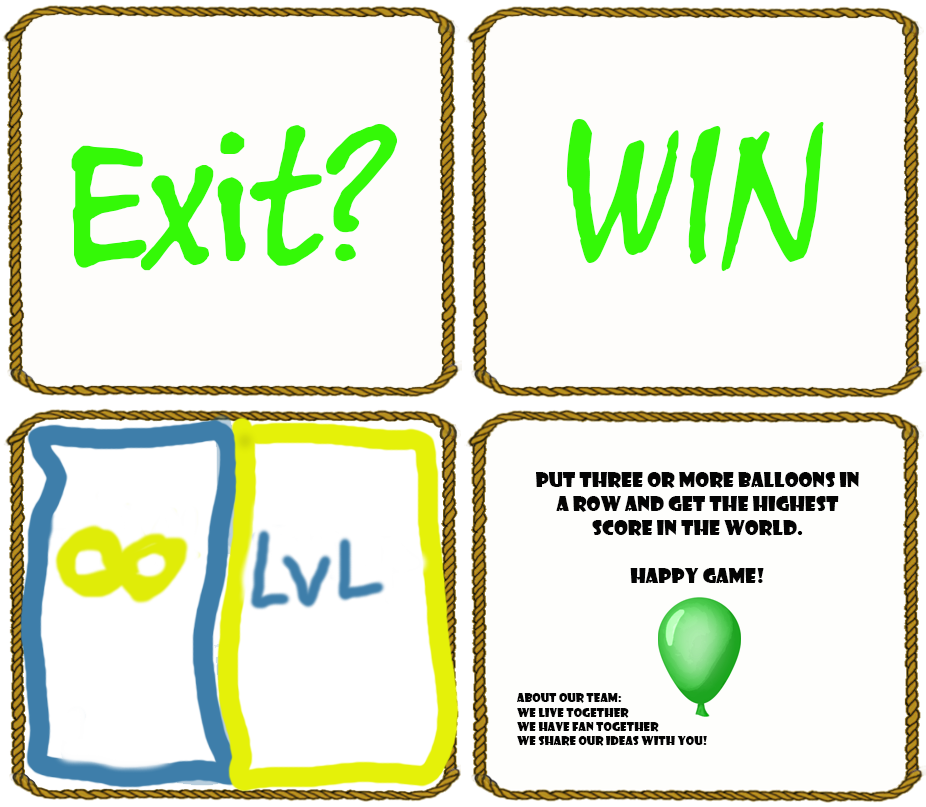 Exit?
WIN
∞
LvL
PUT THREE OR MORE BALLOONS IN
A ROW AND GET THE HIGHEST
SCORE IN THE WORLD.
HAPPY GAME!
ABOUT OUR TEAM:
WE LIVE TOGETHER
WE HAVE FAN TOGETHER
WE SHARE OUR IDEAS WITH YOU!